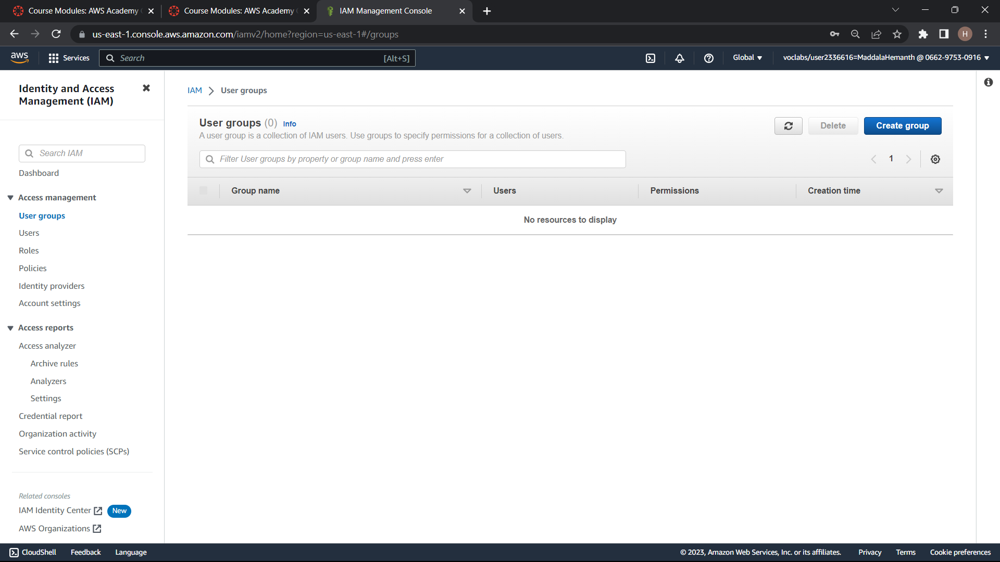 Course Modules: AWS Academy
Course Modules: AWS Academy
IAM Management Console
us-east-1.console.aws.amazon.com/iamv2/home?region=us-east-1#/groups
H
aws
Services
Search
[Alt+S]
Global
voclabs/user2336616=MaddalaHemanth @ 0662-9753-0916
Identity and Access
Management (IAM)
Search IAM
Dashboard
Access management
User groups
Users
Roles
Policies
Identity providers
Account settings
Access reports
Access analyzer
Archive rules
Analyzers
Settings
Credential report
Organization activity
Service control policies (SCPs)
Related consoles
IAM Identity Center New
AWS Organizations
IAM > User groups
User groups (0) Info
A user group is a collection of IAM users. Use groups to specify permissions for a collection of users.
Delete
Create group
Filter User groups by property or group name and press enter
1
Group name Users Permissions Creation time
No resources to display
CloudShell Feedback Language
© 2023, Amazon Web Services, Inc. or its affiliates. Privacy Terms Cookie preferences